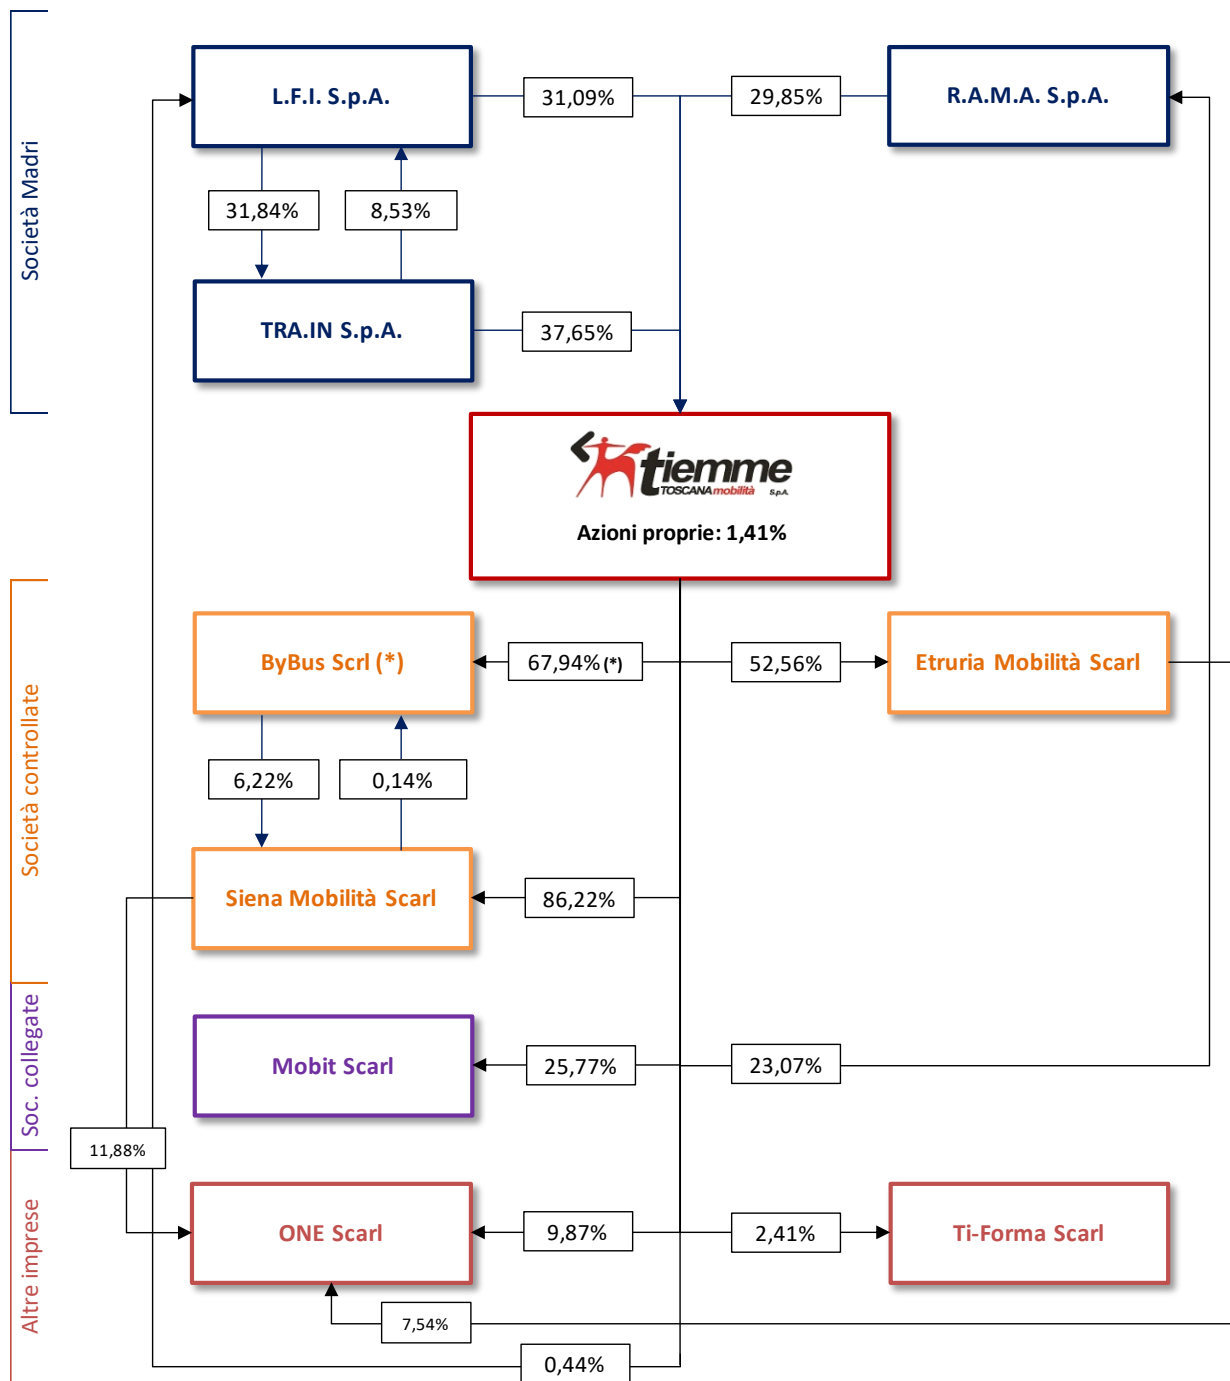 Società Madri
L.F.I. S.p.A.
31,09%
29,85%
R.A.M.A. S.p.A.
31,84%
8,53%
TRA.IN S.p.A.
37,65%
tiemme
TOSCANAmobilità S.p.A.
Azioni proprie: 1,41%
Società controllate
ByBus Scrl (*)
67,94% (*)
52,56%
Etruria Mobilità Scarl
6,22%
0,14%
Siena Mobilità Scarl
86,22%
Soc. collegate
Mobit Scarl
25,77%
23,07%
11,88%
Altre imprese
ONE Scarl
9,87%
2,41%
Ti-Forma Scarl
7,54%
0,44%